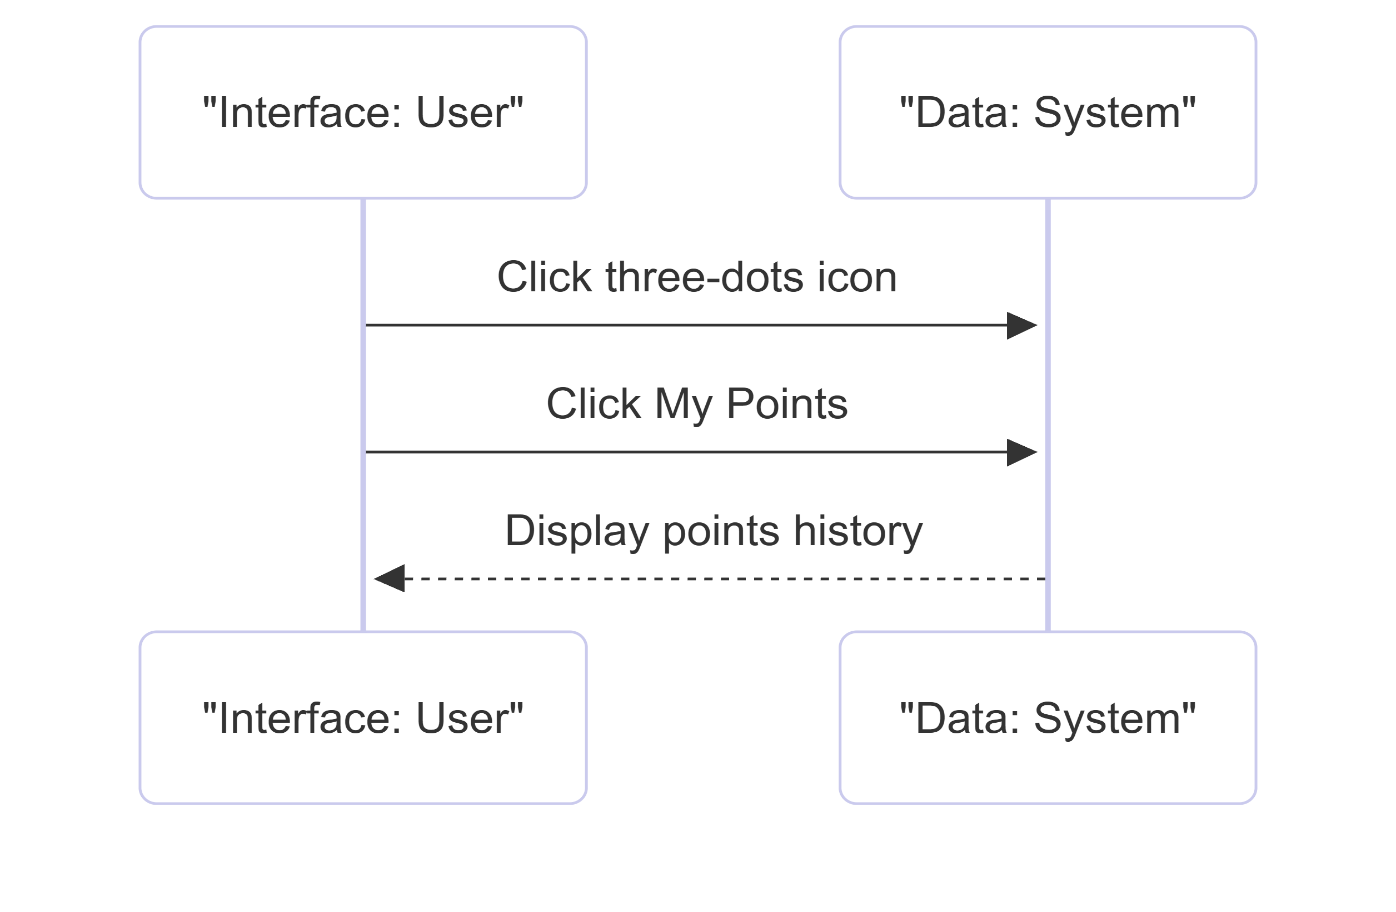 "Interface: User"
"Data: System"
Click three-dots icon
Click My Points
Display points history
"Interface: User"
"Data: System"